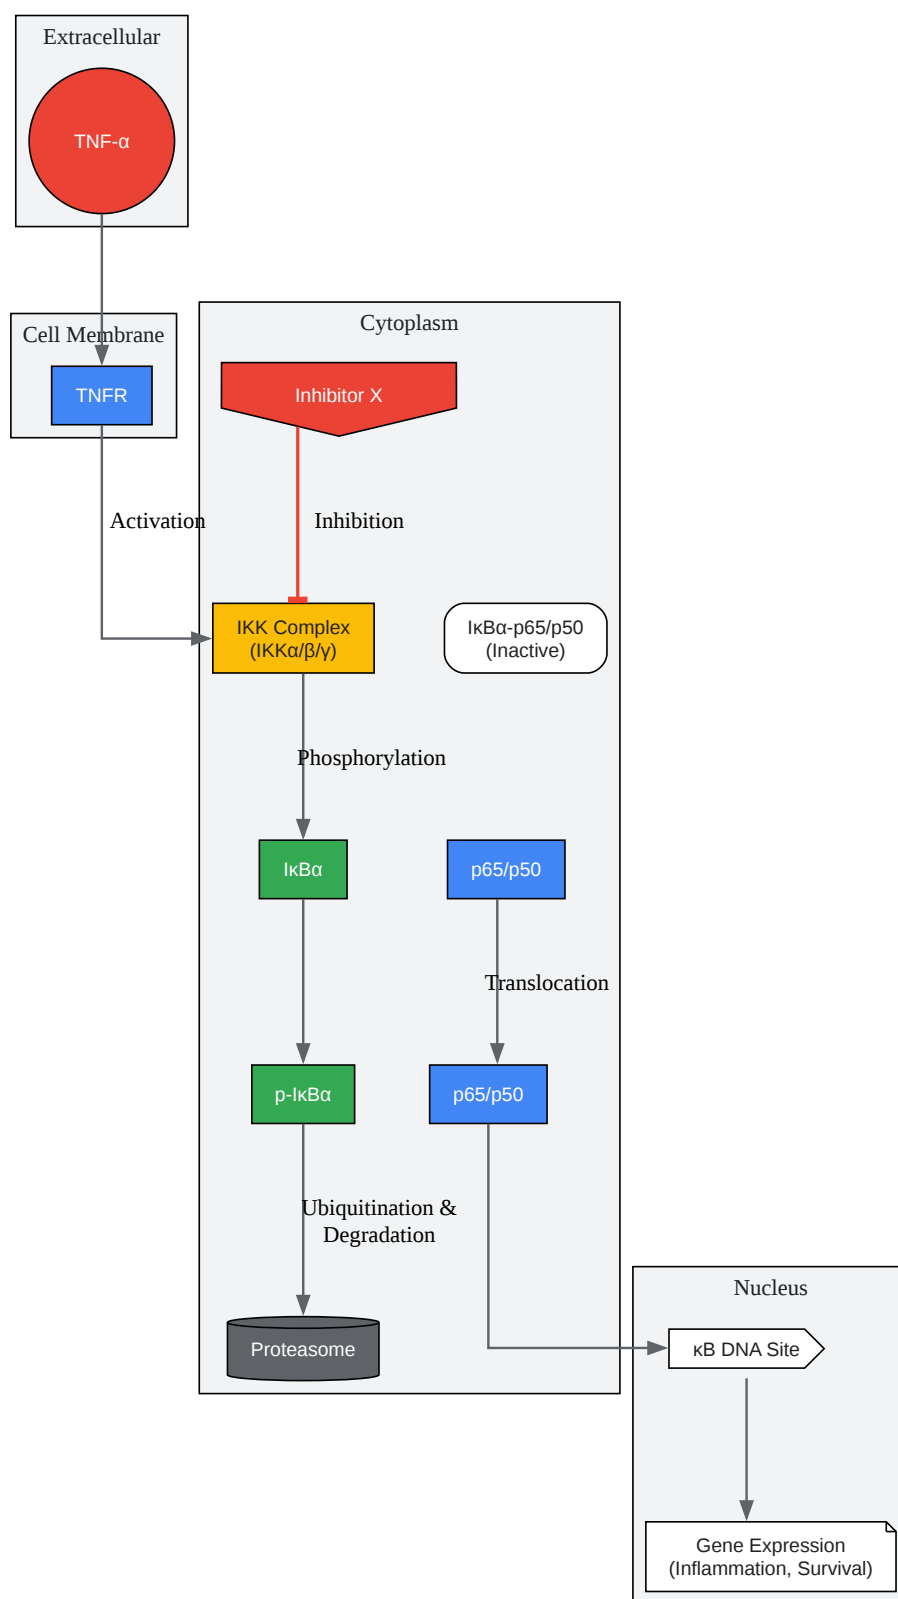 Extracellular
TNF-α
Cell Membrane
TNFR
Cytoplasm
Inhibitor X
Activation
Inhibition
IKK Complex
(IKKα/β/γ)
IκBα-p65/p50
(Inactive)
Phosphorylation
IκBα
p65/p50
Translocation
p-IκBα
p65/p50
Ubiquitination &
Degradation
Proteasome
Nucleus
κB DNA Site
Gene Expression
(Inflammation, Survival)